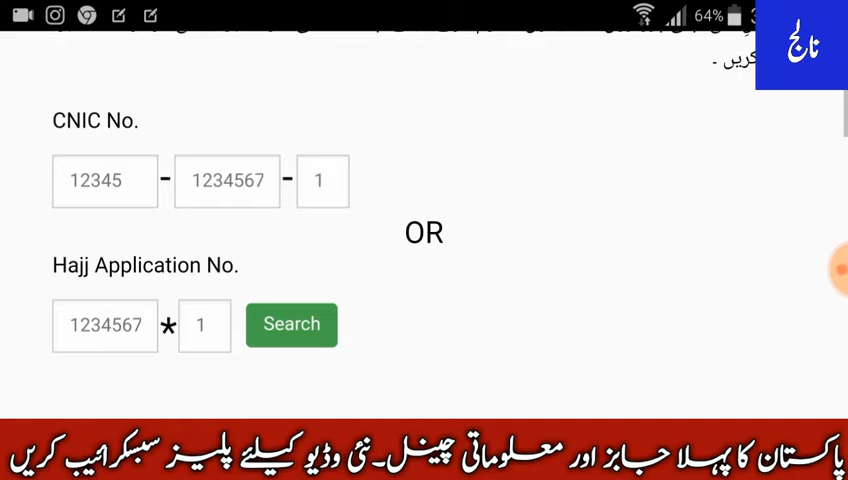 64%
نالج
کریں ۔
CNIC No.
12345 - 1234567 - 1
OR
Hajj Application No.
1234567 * 1 Search
پاکستان کا پہلا جابز اور معلوماتی چینل۔نئی وڈیو کیلئے پلیز سبسکرائیب کریں